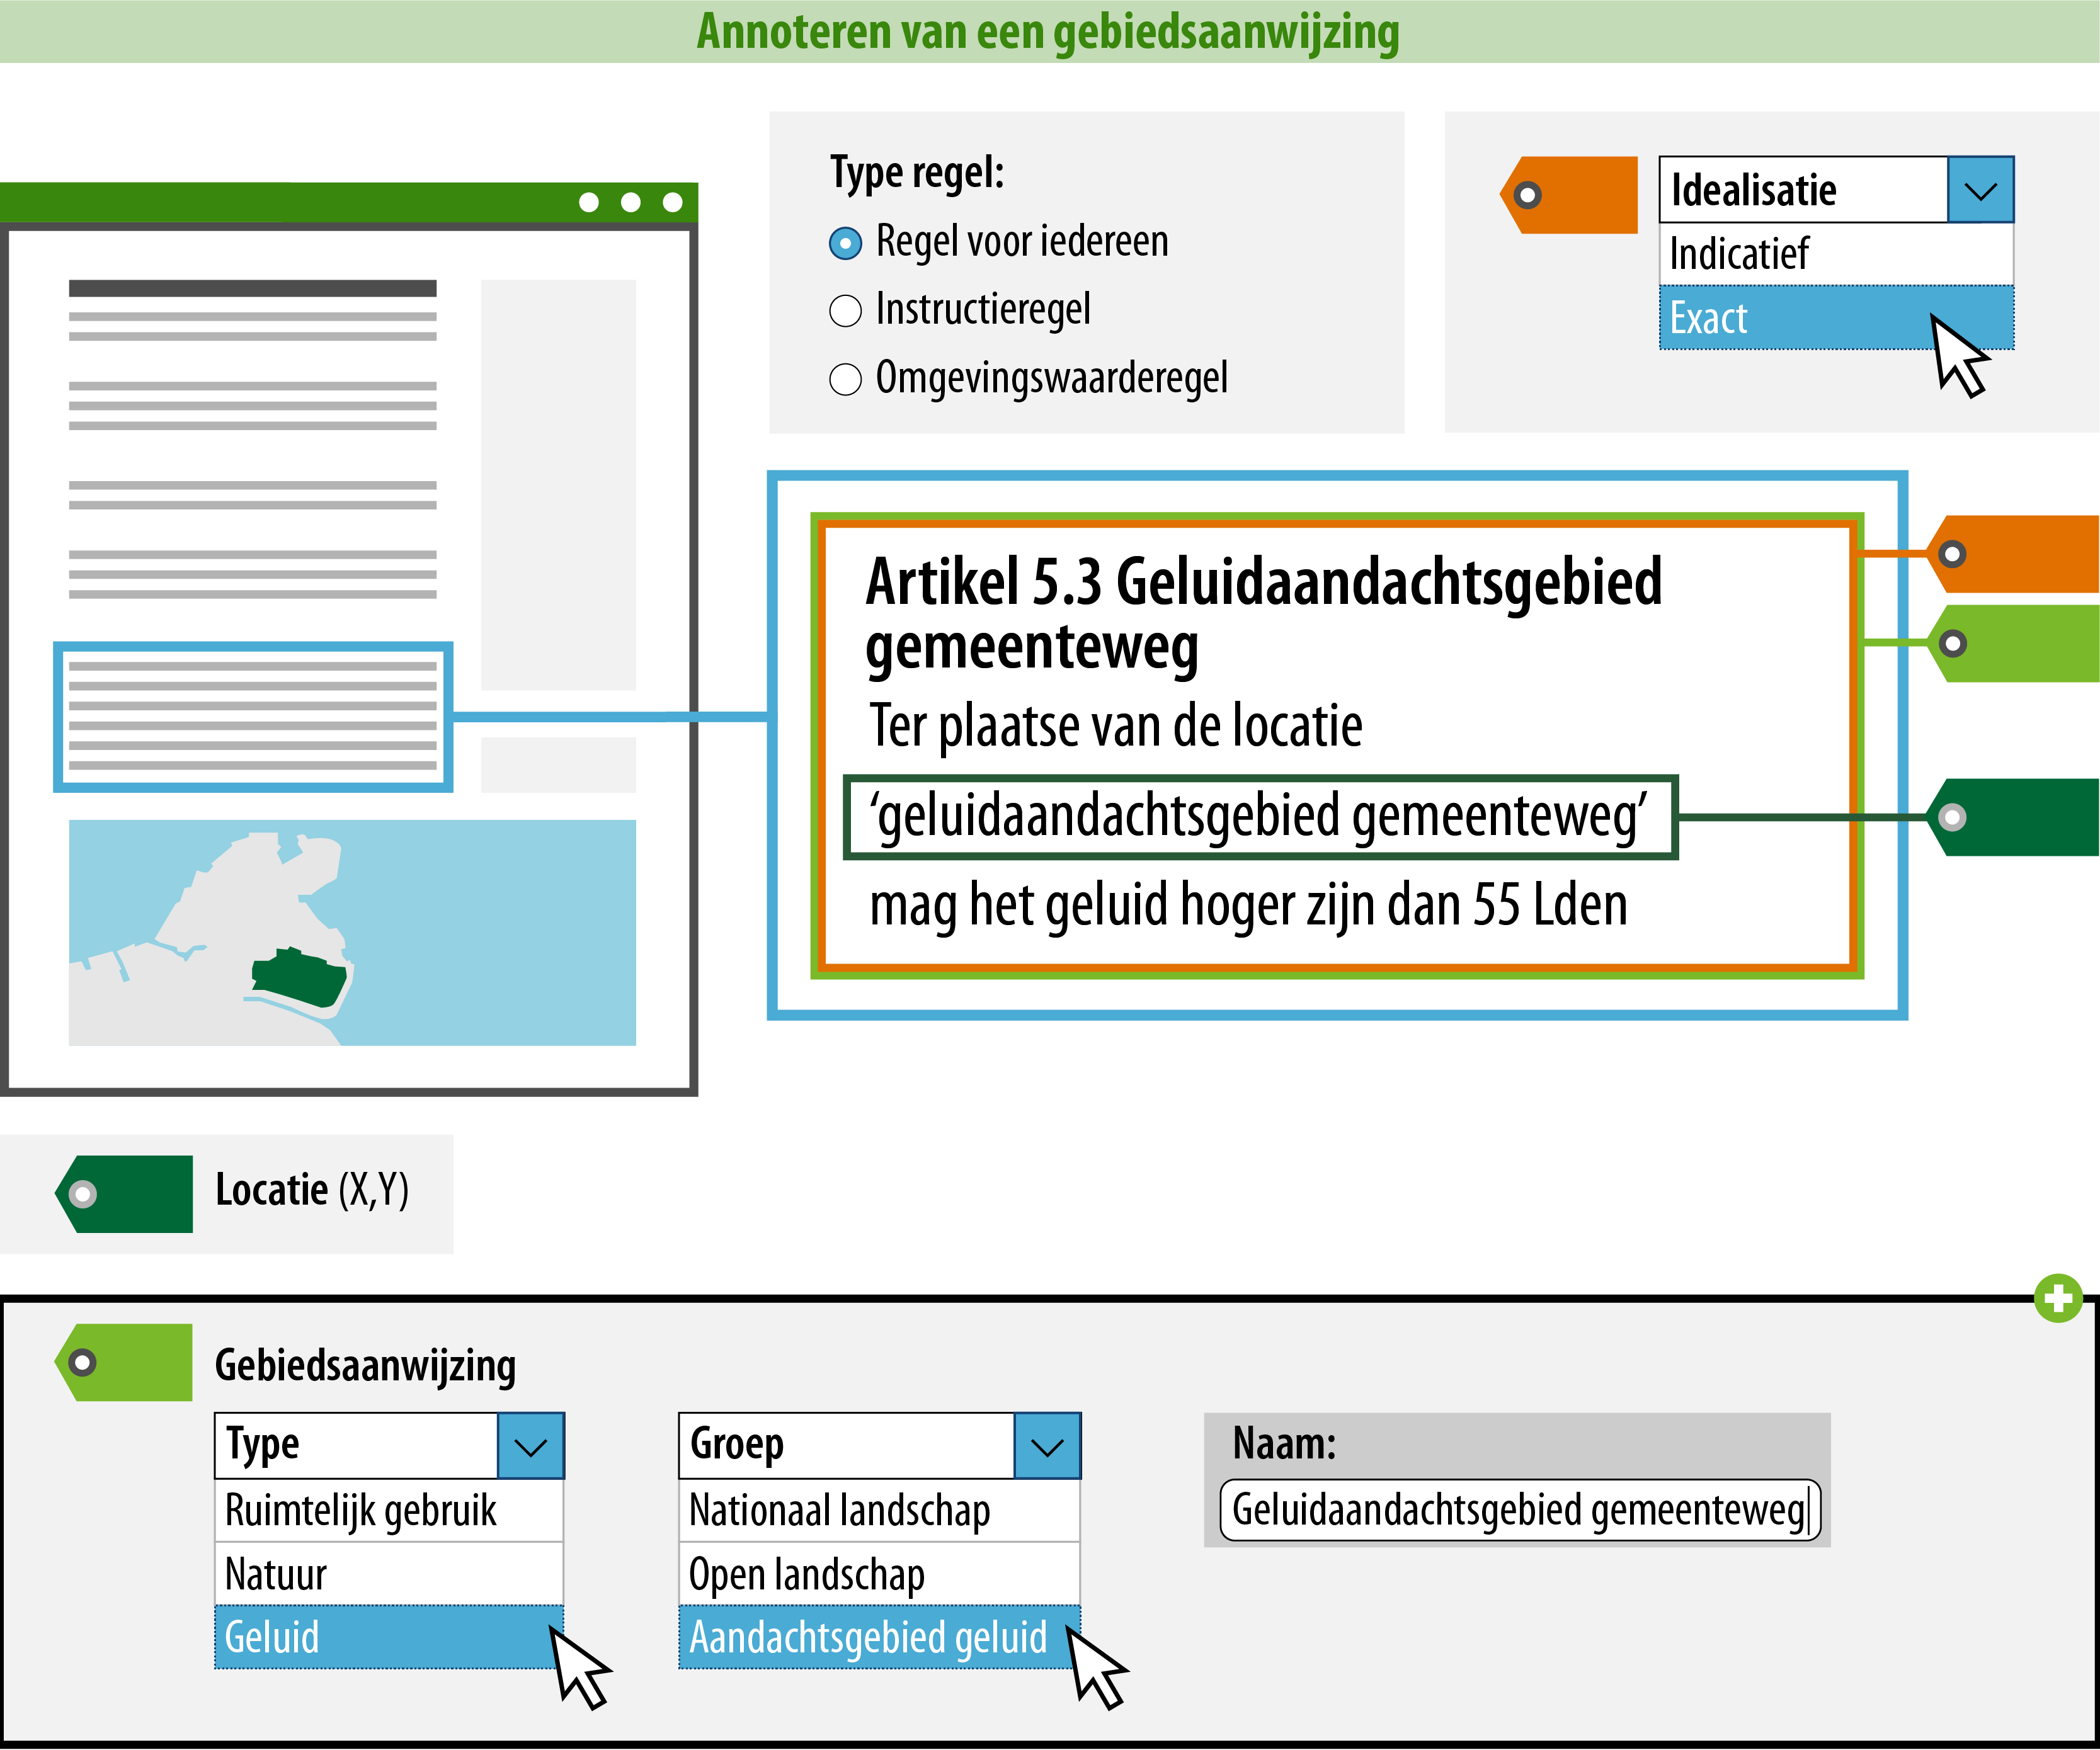 Annoteren van een gebiedsaanwijzing
Type regel:
Regel voor iedereen
Instructieregel
Omgevingswaarderegel
Idealisatie
Indicatief
Exact
Artikel 5.3 Geluidaandachtsgebied
gemeenteweg
Ter plaatse van de locatie
‘geluidaandachtsgebied gemeenteweg’
mag het geluid hoger zijn dan 55 Lden
Locatie (X,Y)
Gebiedsaanwijzing
Type
Ruimtelijk gebruik
Natuur
Geluid
Groep
Nationaal landschap
Open landschap
Aandachtsgebied geluid
Naam:
Geluidaandachtsgebied gemeenteweg